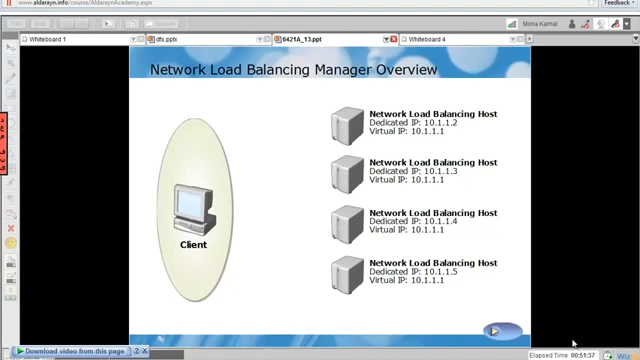 aldarayn.info/course/AldaraynAcademy.aspx
Feedback
Mona Kamal
Whiteboard 1
dfs.pptx
6421A_13.ppt
Whiteboard 4
Network Load Balancing Manager Overview
Network Load Balancing Host
Dedicated IP: 10.1.1.2
Virtual IP: 10.1.1.1
Network Load Balancing Host
Dedicated IP: 10.1.1.3
Virtual IP: 10.1.1.1
Client
Network Load Balancing Host
Dedicated IP: 10.1.1.4
Virtual IP: 10.1.1.1
Network Load Balancing Host
Dedicated IP: 10.1.1.5
Virtual IP: 10.1.1.1
Download video from this page
Elapsed Time 00:51:37
Wiz